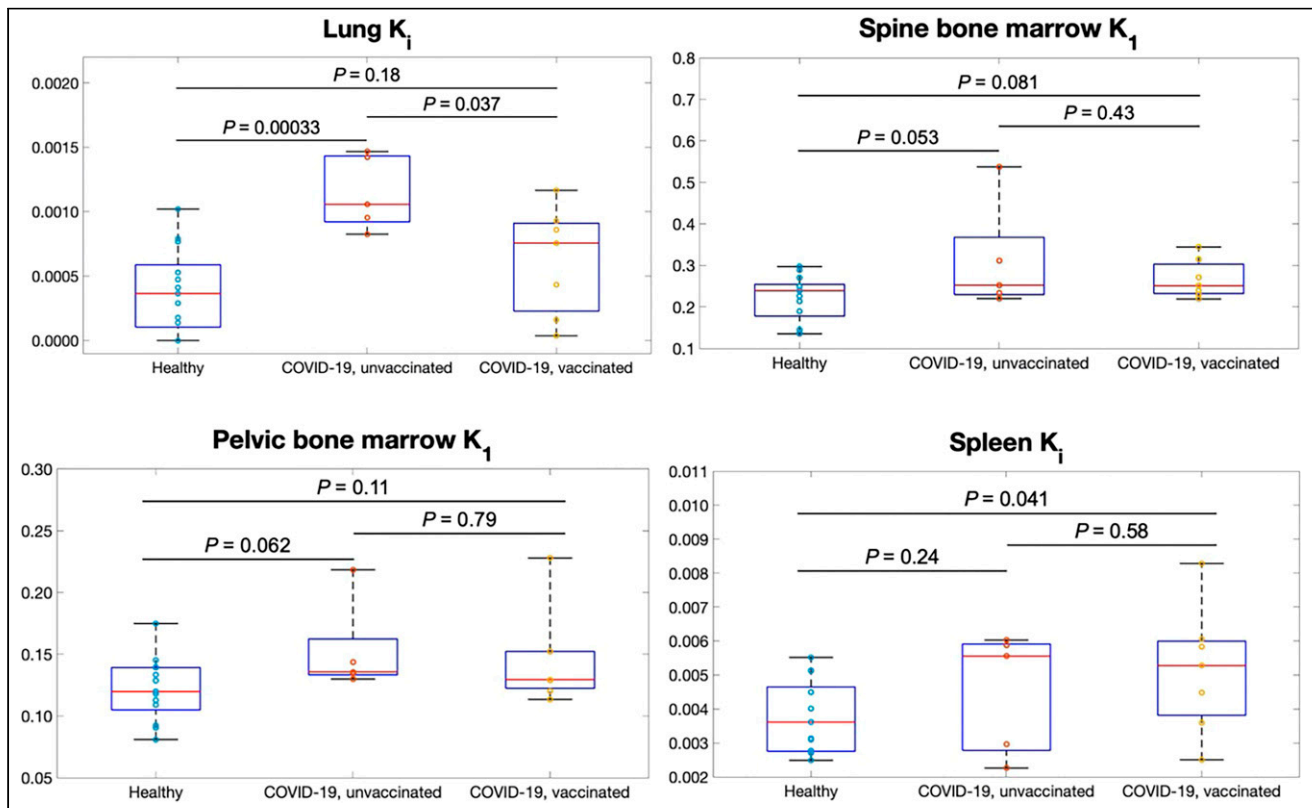 Lung Ki
0.0020
0.0015
0.0010
0.0005
0.0000
P = 0.18
P = 0.037
P = 0.00033
Healthy
COVID-19, unvaccinated
COVID-19, vaccinated
Spine bone marrow K1
0.8
0.7
0.6
0.5
0.4
0.3
0.2
0.1
P = 0.081
P = 0.43
P = 0.053
Healthy
COVID-19, unvaccinated
COVID-19, vaccinated
Pelvic bone marrow K1
0.30
0.25
0.20
0.15
0.10
0.05
P = 0.11
P = 0.79
P = 0.062
Healthy
COVID-19, unvaccinated
COVID-19, vaccinated
Spleen Ki
0.011
0.010
0.009
0.008
0.007
0.006
0.005
0.004
0.003
0.002
P = 0.041
P = 0.58
P = 0.24
Healthy
COVID-19, unvaccinated
COVID-19, vaccinated